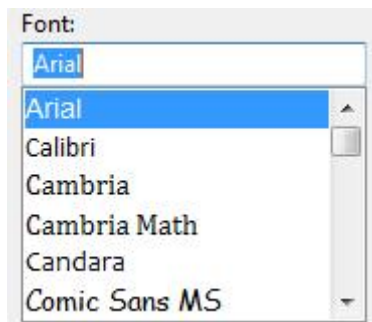 Font:
Arial
Arial
Calibri
Cambria
Cambria Math
Candara
Comic Sans MS